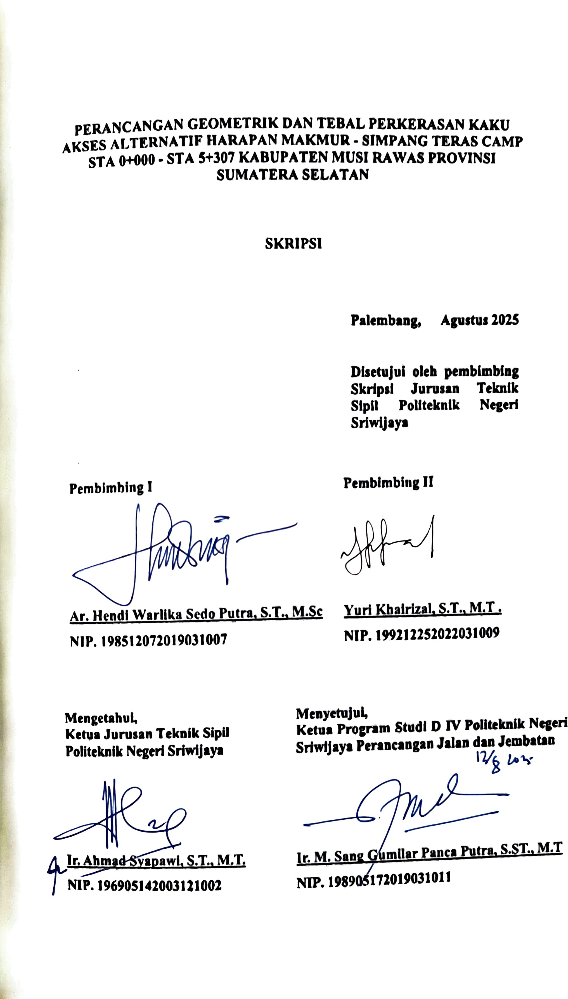 PERANCANGAN GEOMETRIK DAN TEBAL PERKERASAN KAKU
AKSES ALTERNATIF HARAPAN MAKMUR - SIMPANG TERAS CAMP
STA 0+000 - STA 5+307 KABUPATEN MUSI RAWAS PROVINSI
SUMATERA SELATAN
SKRIPSI
Palembang, Agustus 2025
Disetujui oleh pembimbing
Skripsi Jurusan Teknik
Sipil Politeknik Negeri
Sriwijaya
Pembimbing I
Ar. Hendi Warlika Sedo Putra, S.T., M.Sc
NIP. 198512072019031007
Pembimbing II
Yuri Khairizal, S.T., M.T .
NIP. 199212252022031009
Mengetahui,
Ketua Jurusan Teknik Sipil
Politeknik Negeri Sriwijaya
Ir. Ahmad Syapawi, S.T., M.T.
NIP. 196905142003121002
Menyetujui,
Ketua Program Studi D IV Politeknik Negeri
Sriwijaya Perancangan Jalan dan Jembatan
12/8 2025
Ir. M. Sang Gumilar Panca Putra, S.ST., M.T
NIP. 198905172019031011